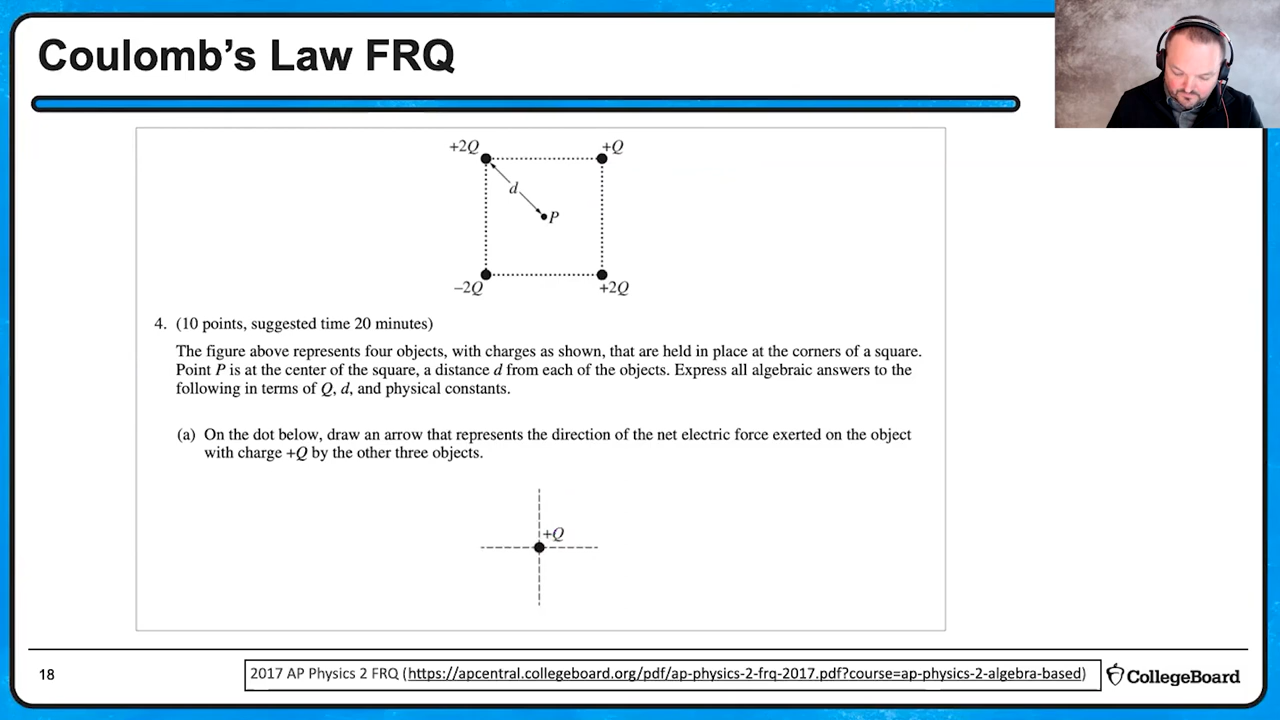 Coulomb's Law FRQ
+2Q
+Q
d
P
–2Q
+2Q
4. (10 points, suggested time 20 minutes)
The figure above represents four objects, with charges as shown, that are held in place at the corners of a square.
Point P is at the center of the square, a distance d from each of the objects. Express all algebraic answers to the
following in terms of Q, d, and physical constants.
(a) On the dot below, draw an arrow that represents the direction of the net electric force exerted on the object
with charge +Q by the other three objects.
+Q
18
2017 AP Physics 2 FRQ (https://apcentral.collegeboard.org/pdf/ap-physics-2-frq-2017.pdf?course=ap-physics-2-algebra-based)
CollegeBoard